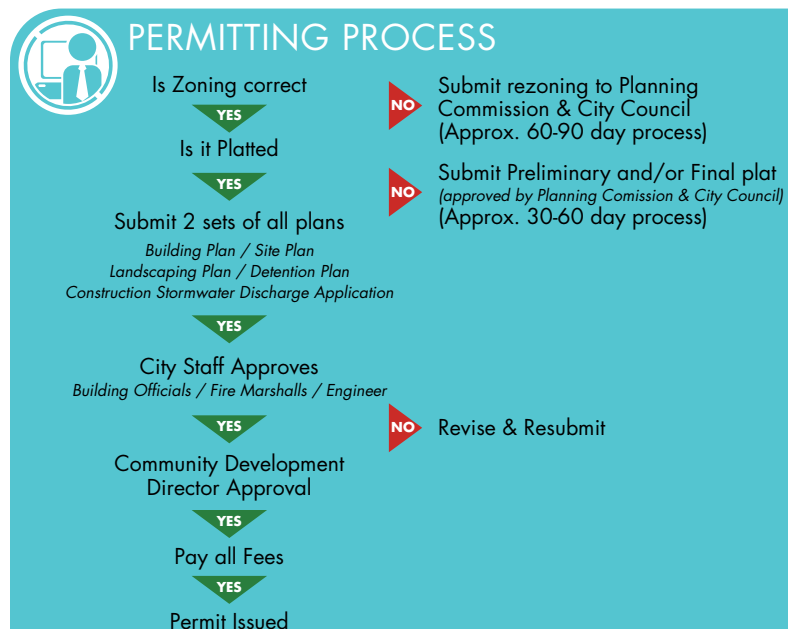 PERMITTING PROCESS
Is Zoning correct
YES
NO
Submit rezoning to Planning
Commission & City Council
(Approx. 60-90 day process)
Is it Platted
YES
NO
Submit Preliminary and/or Final plat
(approved by Planning Comission & City Council)
(Approx. 30-60 day process)
Submit 2 sets of all plans
Building Plan / Site Plan
Landscaping Plan / Detention Plan
Construction Stormwater Discharge Application
YES
City Staff Approves
Building Officials / Fire Marshalls / Engineer
YES
NO
Revise & Resubmit
Community Development
Director Approval
YES
Pay all Fees
YES
Permit Issued